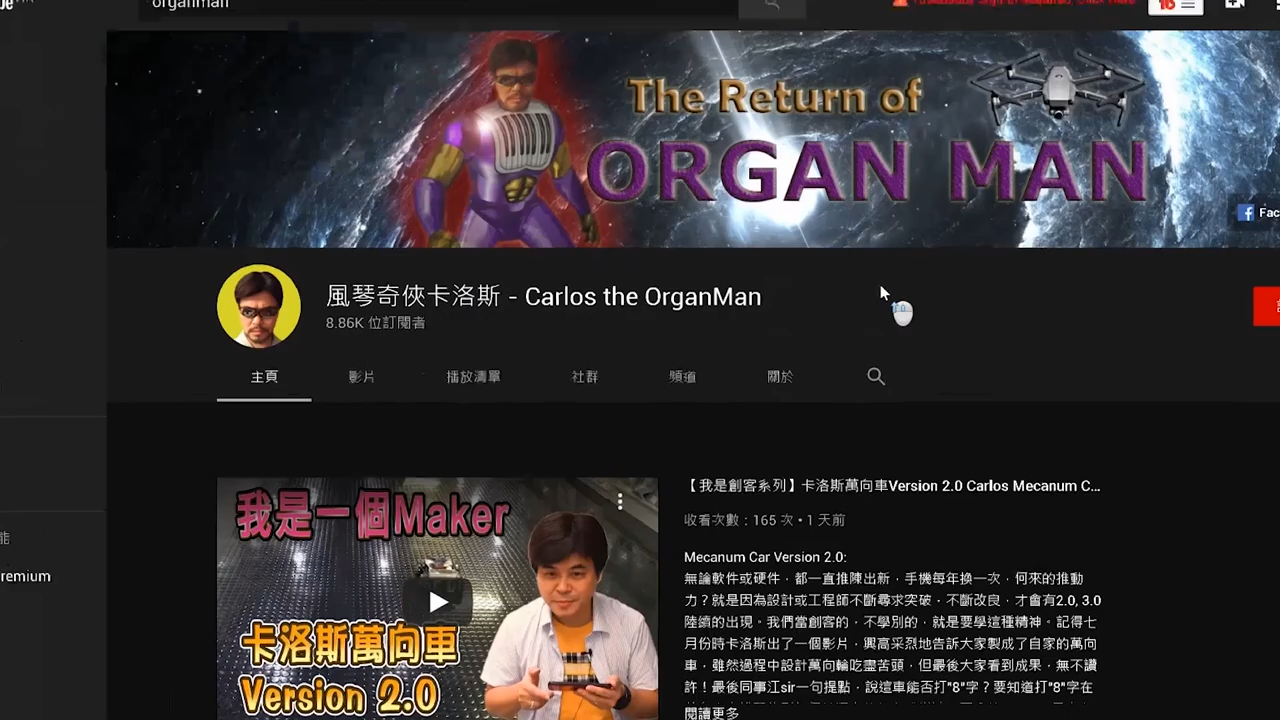 organman
The Return of
ORGAN MAN
Fac
風琴奇俠卡洛斯 - Carlos the OrganMan
8.86K 位訂閱者
主頁
影片
播放清單
社群
頻道
關於
我是一個Maker
卡洛斯萬向車
Version 2.0
【我是創客系列】卡洛斯萬向車Version 2.0 Carlos Mecanum C...
收看次數：165 次 • 1 天前
Mecanum Car Version 2.0:
無論軟件或硬件，都一直推陳出新，手機每年換一次，何來的推動
力？就是因為設計或工程師不斷尋求突破，不斷改良，才會有2.0, 3.0
陸續的出現。我們當創客的，不學別的，就是要學這種精神。記得七
月份時卡洛斯出了一個影片，興高采烈地告訴大家製成了自家的萬向
車，雖然過程中設計萬向輪吃盡苦頭，但最後大家看到成果，無不讚
許！最後同事江sir一句提點，說這車能否打"8"字？要知道打"8"字在
閱讀更多
能
remium